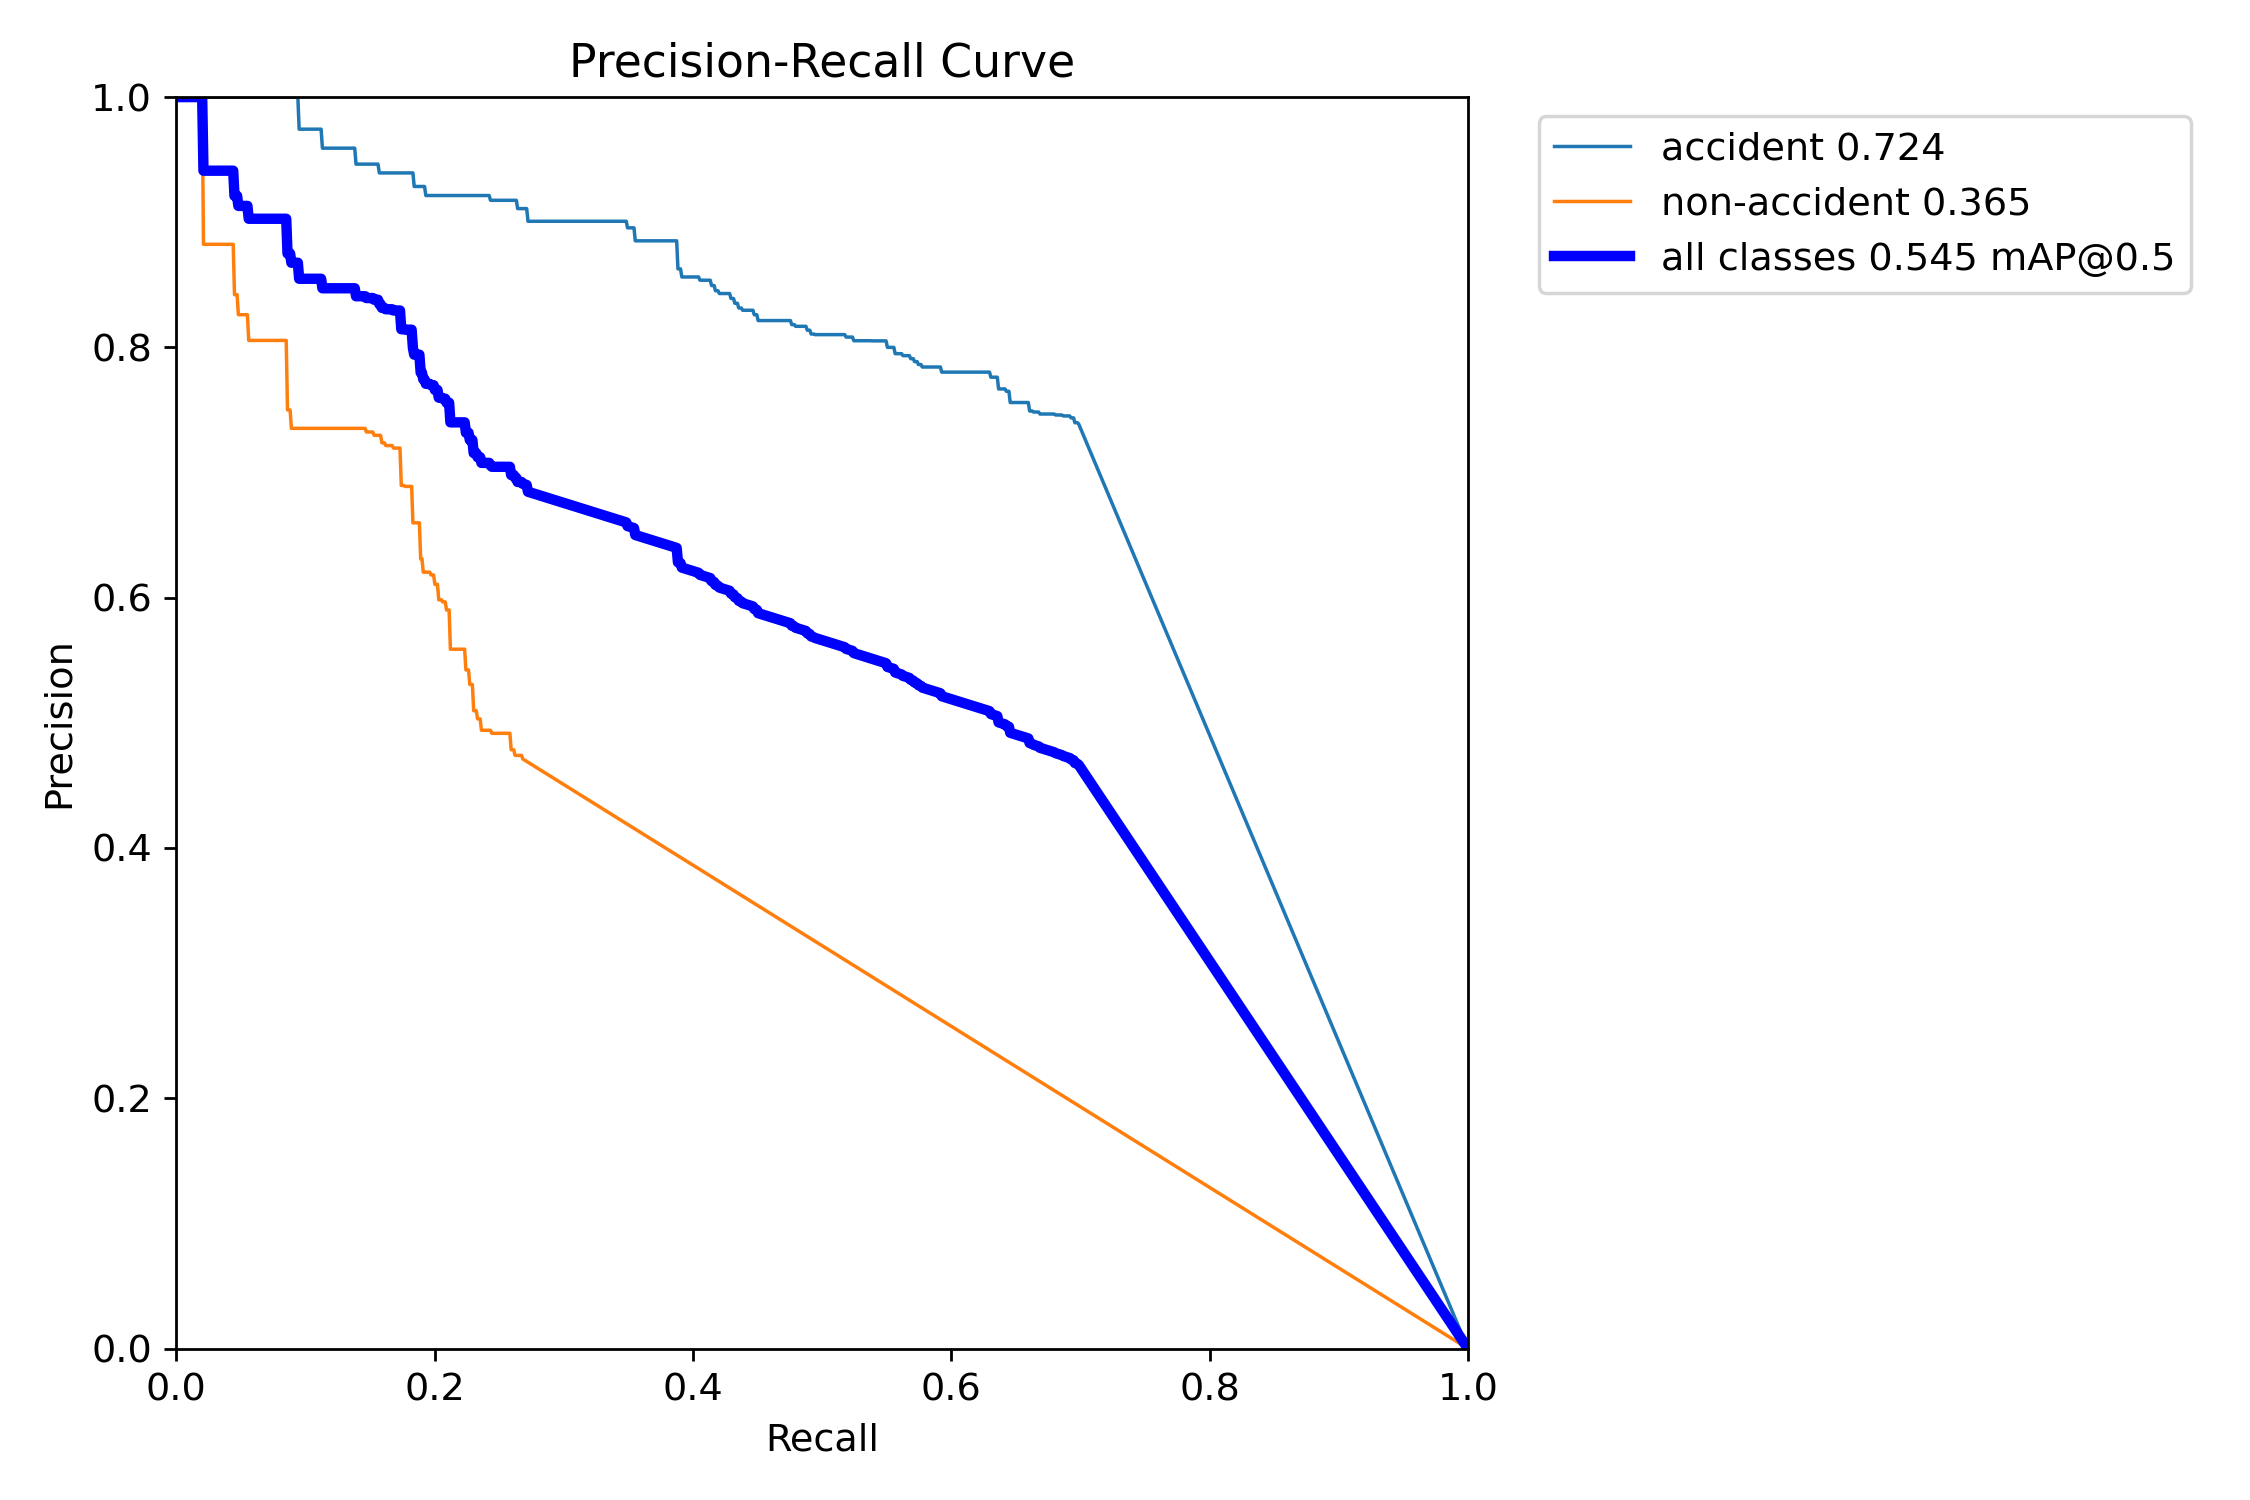 Precision-Recall Curve
1.0
0.8
0.6
0.4
0.2
0.0
Precision
0.0 0.2 0.4 0.6 0.8 1.0
Recall
accident 0.724
non-accident 0.365
all classes 0.545 mAP@0.5